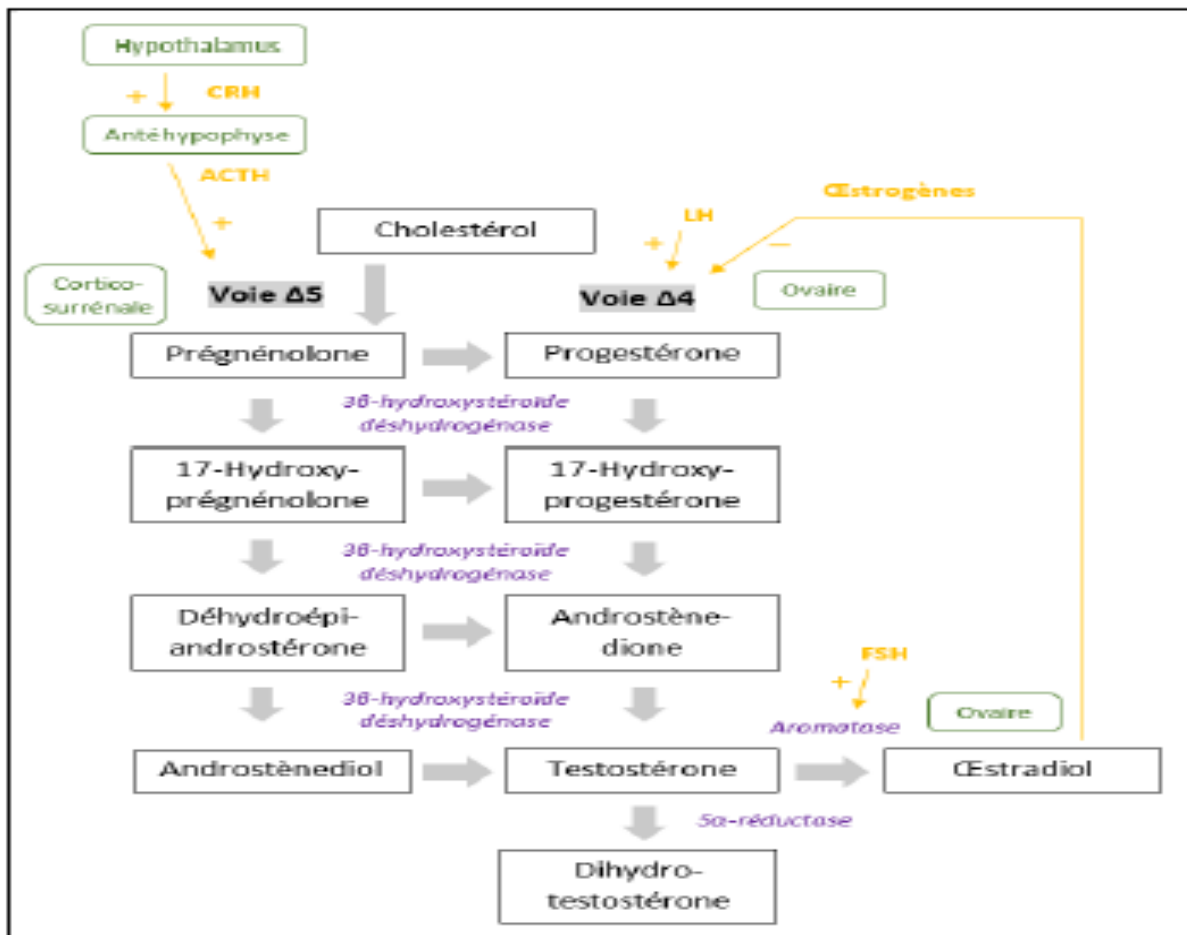 Hypothalamus
+ CRH
Antéhypophyse
ACTH
+
Œstrogènes
LH
+
–
Cholestérol
Cortico-
surrénale
Voie Δ5
Voie Δ4
Ovaire
Prégnénolone
Progestérone
3β-hydroxystéroïde
déshydrogénase
17-Hydroxy-
prégnénolone
17-Hydroxy-
progestérone
3β-hydroxystéroïde
déshydrogénase
Déhydroépi-
androstérone
Androstène-
dione
FSH
+
3β-hydroxystéroïde
déshydrogénase
Aromatase
Ovaire
Androstènediol
Testostérone
Œstradiol
5α-réductase
Dihydro-
testostérone